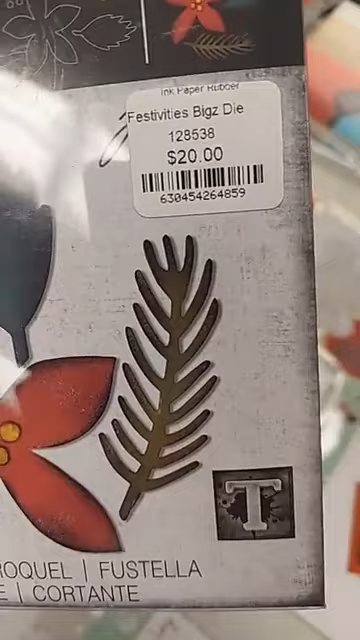 Ink Paper Rubber
Festivities Bigz Die
128538
$20.00
630454264859
T
ROQUEL | FUSTELLA
E | CORTANTE